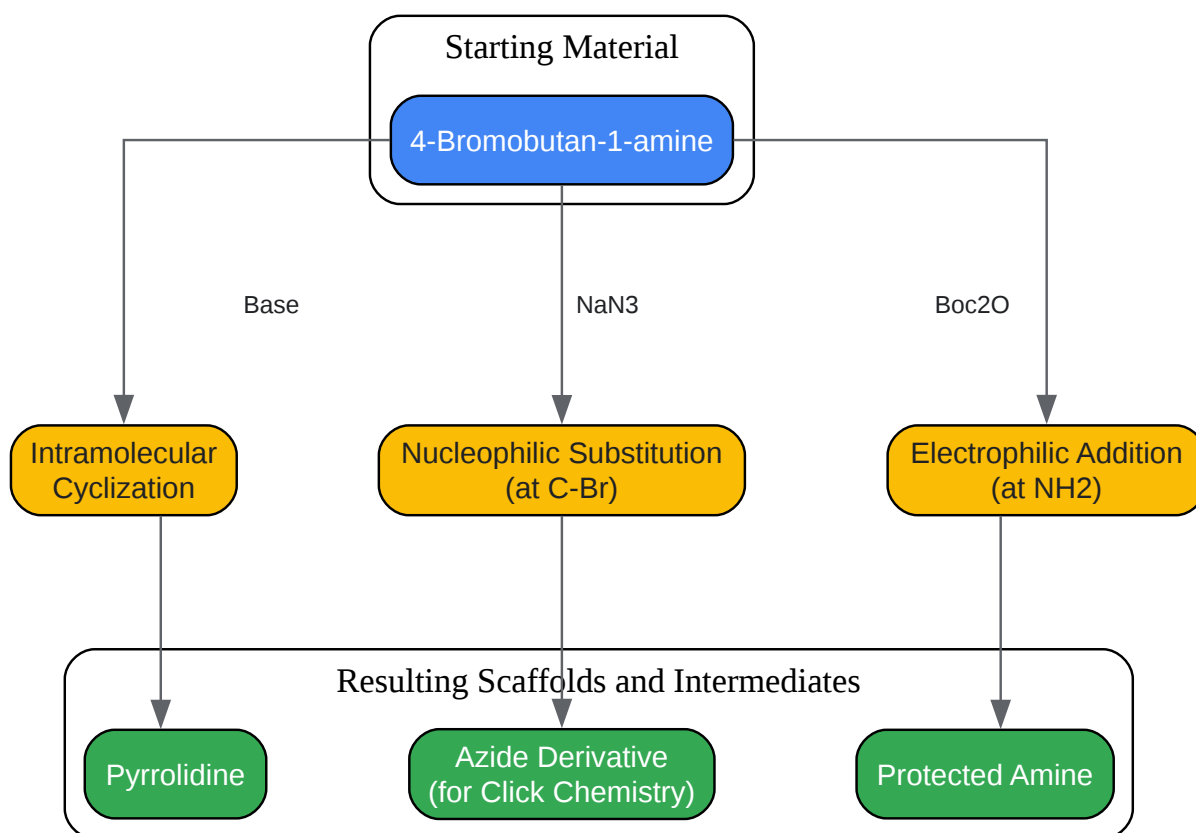 Starting Material
4-Bromobutan-1-amine
Base
NaN3
Boc2O
Intramolecular
Cyclization
Nucleophilic Substitution
(at C-Br)
Electrophilic Addition
(at NH2)
Resulting Scaffolds and Intermediates
Pyrrolidine
Azide Derivative
(for Click Chemistry)
Protected Amine